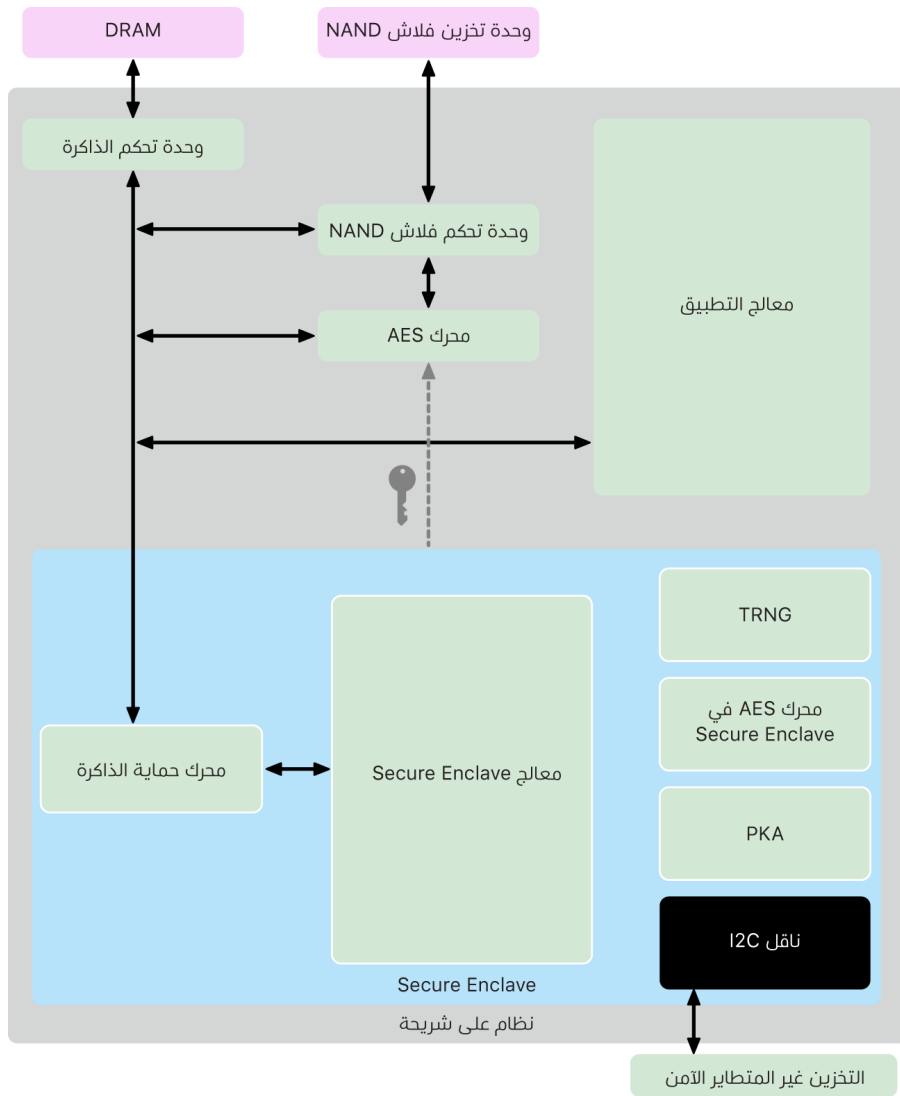 DRAM
وحدة تخزين فلاش NAND
وحدة تحكم الذاكرة
وحدة تحكم فلاش NAND
معالج التطبيق
محرك AES
TRNG
محرك AES في
Secure Enclave
محرك حماية الذاكرة
معالج Secure Enclave
PKA
ناقل I2C
Secure Enclave
نظام على شريحة
التخزين غير المتطاير الآمن